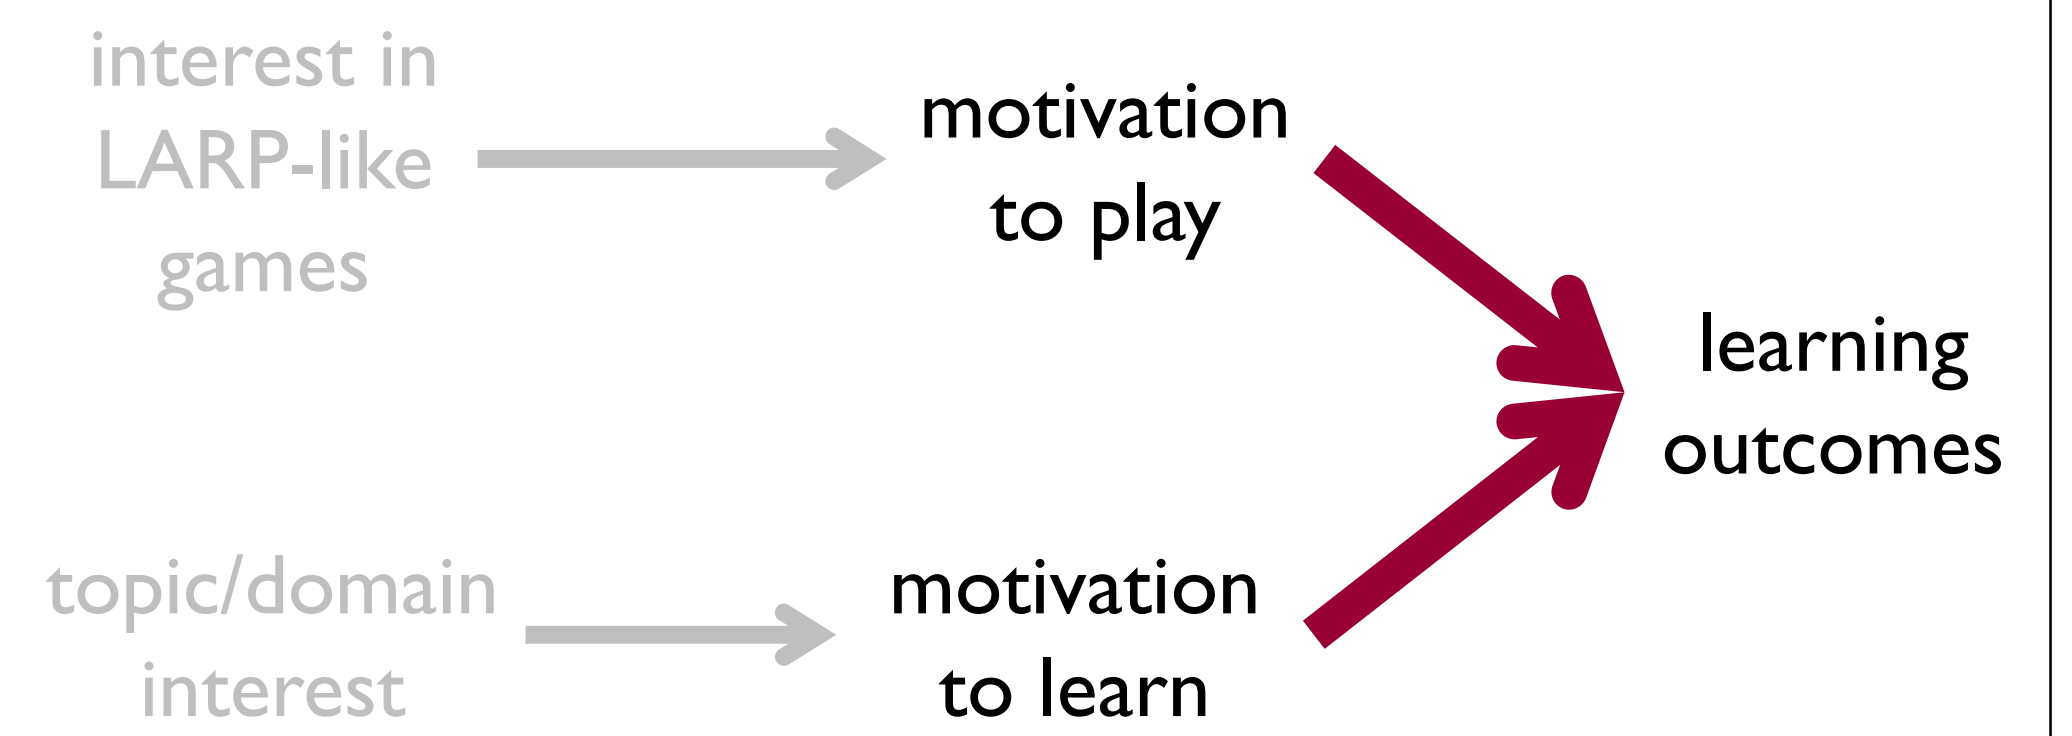 interest in
LARP-like
games
motivation
to play
learning
outcomes
topic/domain
interest
motivation
to learn